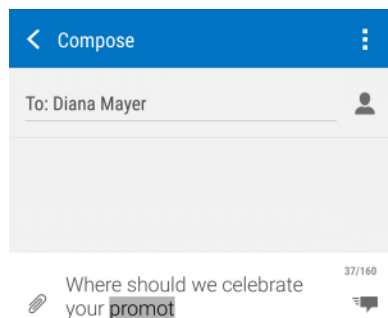 Compose
To: Diana Mayer
37/160
Where should we celebrate
your promot